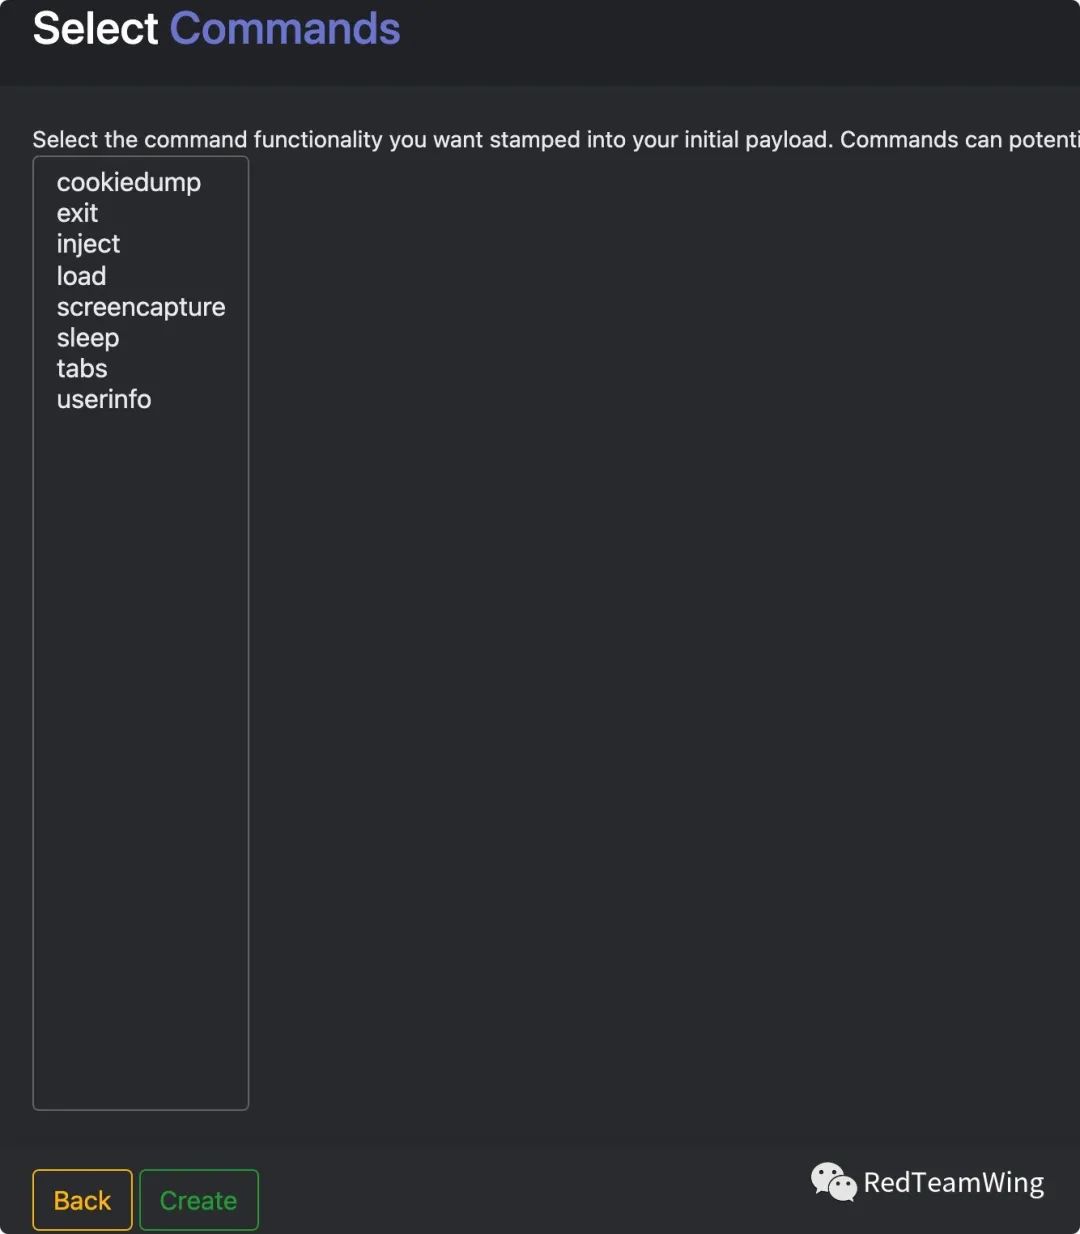 Select Commands
Select the command functionality you want stamped into your initial payload. Commands can potenti
cookiedump
exit
inject
load
screencapture
sleep
tabs
userinfo
Back Create
RedTeamWing